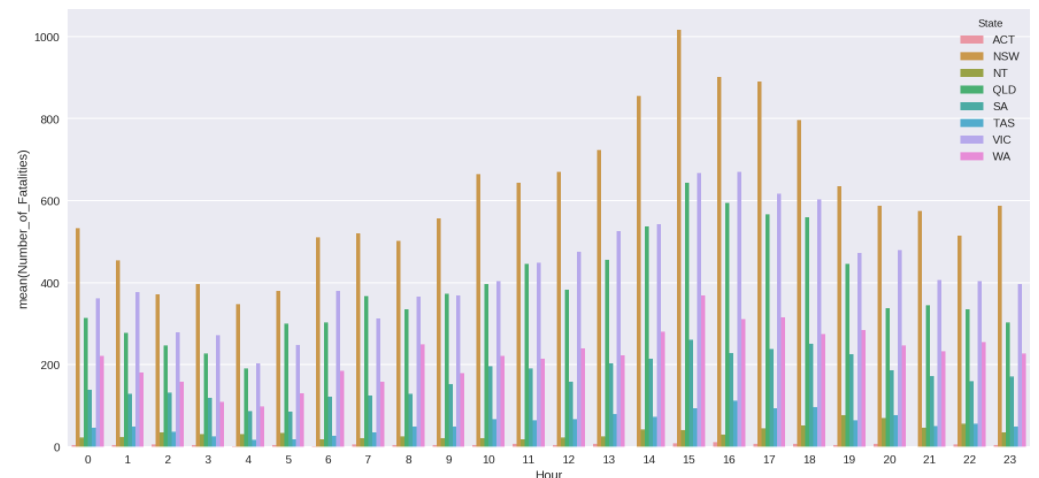 mean(Number_of_Fatalities)
1000
800
600
400
200
0
State
ACT
NSW
NT
QLD
SA
TAS
VIC
WA
0 1 2 3 4 5 6 7 8 9 10 11 12 13 14 15 16 17 18 19 20 21 22 23
Hour